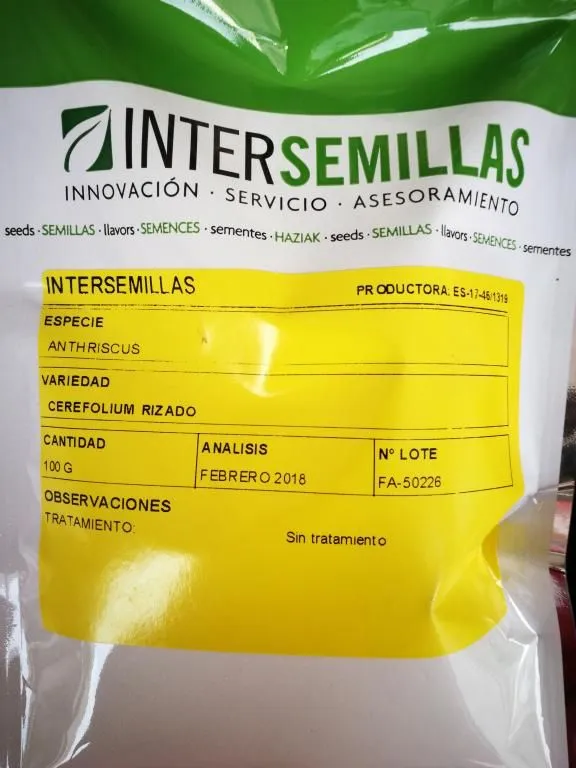 INTERSEMILLAS
INNOVACIÓN · SERVICIO · ASESORAMIENTO
seeds · SEMILLAS · llavors · SEMENCES · sementes · HAZIAK · seeds · SEMILLAS · llavors · SEMENCES · sementes
INTERSEMILLAS PRODUCTORA: ES-17-46/1319
ESPECIE
ANTHRISCUS
VARIEDAD
CEREFOLIUM RIZADO
CANTIDAD ANALISIS Nº LOTE
100 G FEBRERO 2018 FA-50226
OBSERVACIONES
TRATAMIENTO: Sin tratamiento